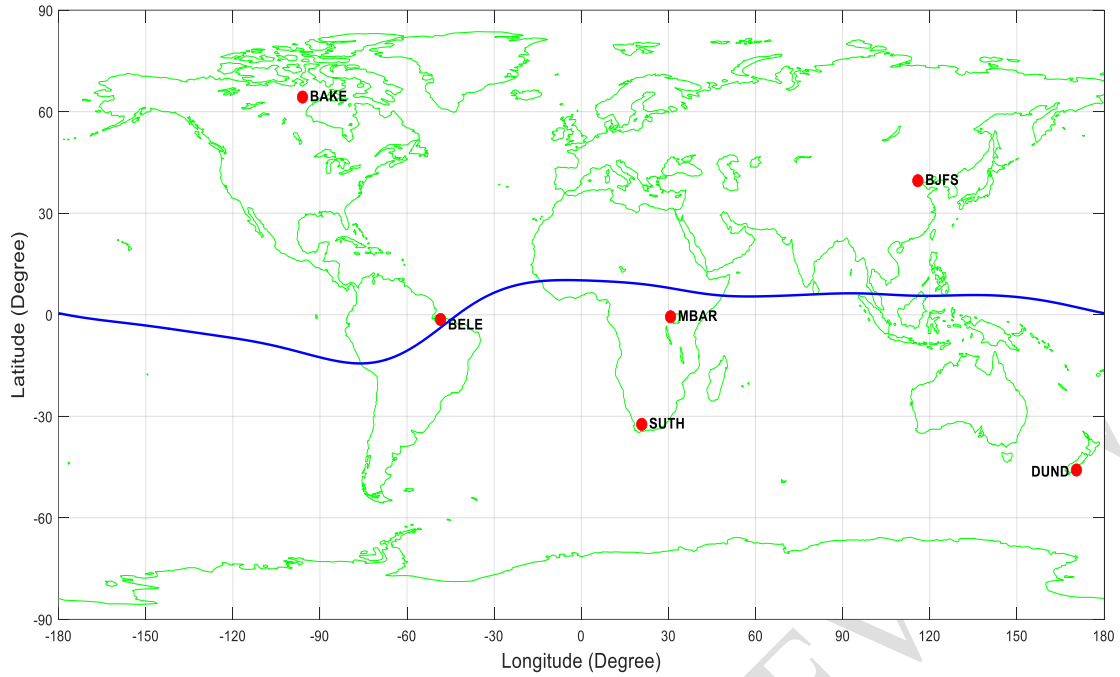 90
60
30
0
-30
-60
-90
Latitude (Degree)
BAKE
BJFS
BELE
MBAR
SUTH
DUND
-180 -150 -120 -90 -60 -30 0 30 60 90 120 150 180
Longitude (Degree)